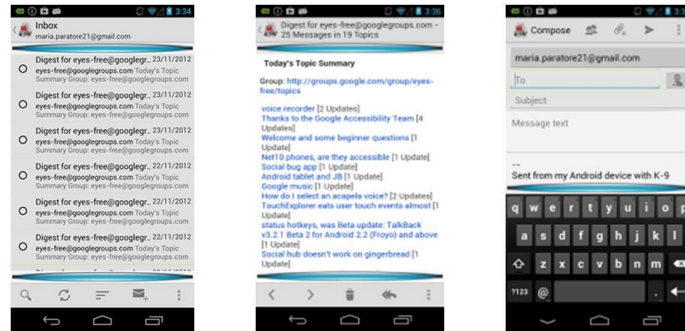 3:34
Inbox
maria.paratore21@gmail.com
Digest for eyes-free@googlegr.. 23/11/2012
eyes-free@googlegroups.com Today's Topic
Summary Group: eyes-free@googlegroups.com
Digest for eyes-free@googlegr.. 23/11/2012
eyes-free@googlegroups.com Today's Topic
Summary Group: eyes-free@googlegroups.com
Digest for eyes-free@googlegr.. 23/11/2012
eyes-free@googlegroups.com Today's Topic
Summary Group: eyes-free@googlegroups.com
Digest for eyes-free@googlegr.. 22/11/2012
eyes-free@googlegroups.com Today's Topic
Summary Group: eyes-free@googlegroups.com
Digest for eyes-free@googlegr.. 22/11/2012
eyes-free@googlegroups.com Today's Topic
Summary Group: eyes-free@googlegroups.com
Digest for eyes-free@googlegr.. 22/11/2012
eyes-free@googlegroups.com Today's Topic
Summary Group: eyes-free@googlegroups.com
3:36
Digest for eyes-free@googlegroups.com -
25 Messages in 19 Topics
Today's Topic Summary
Group: http://groups.google.com/group/eyes-
free/topics
voice recorder [2 Updates]
Thanks to the Google Accessibility Team [4
Updates]
Welcome and some beginner questions [1
Update]
Net10 phones, are they accessible [1 Update]
Social bug app [1 Update]
Android tablet and JB [1 Update]
Google music [1 Update]
How do I select an acapela voice? [2 Updates]
TouchExplorer eats user touch events almost [1
Update]
status hotkeys, was Beta update: TalkBack
v3.2.1 Beta 2 for Android 2.2 (Froyo) and above
[1 Update]
Social hub doesn't work on gingerbread [1
Update]
Compose
maria.paratore21@gmail.com
To
Subject
Message text
--
Sent from my Android device with K-9
q w e r t y u i o p
a s d f g h j k l
z x c v b n m
?123 @ .